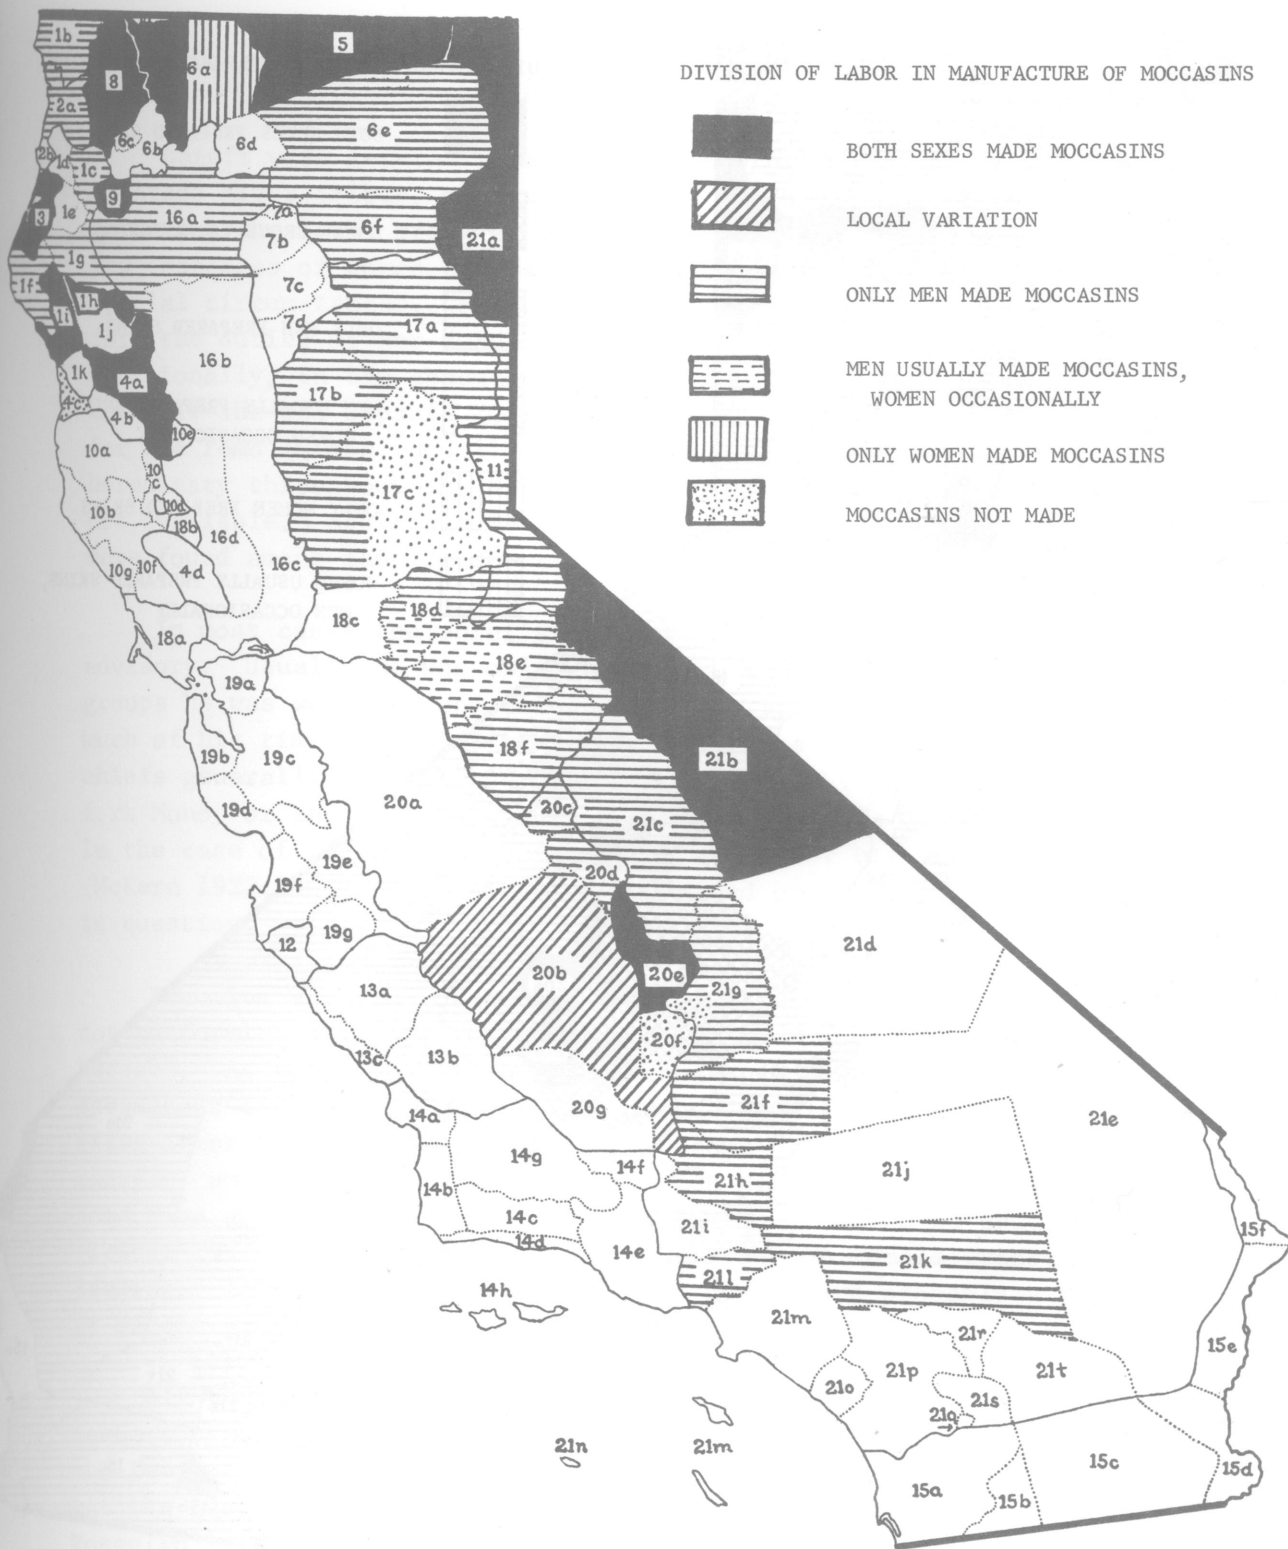 DIVISION OF LABOR IN MANUFACTURE OF MOCCASINS
BOTH SEXES MADE MOCCASINS
LOCAL VARIATION
ONLY MEN MADE MOCCASINS
MEN USUALLY MADE MOCCASINS,
WOMEN OCCASIONALLY
ONLY WOMEN MADE MOCCASINS
MOCCASINS NOT MADE
1b
5
8
6a
2a
6e
6c
6b
6d
2b
1d
1c
9
3
1e
16a
7a
6f
7b
21a
1g
7c
1f
1h
1i
1j
7d
17a
16b
1k
4a
17b
4c
4b
10e
10a
10c
11
17c
10b
10d
18b
16d
10g
10f
4d
16c
18a
18c
18d
18e
19a
19b
19c
18f
21b
19d
20a
20c
21c
19e
20d
19f
19g
12
21d
20b
20e
13a
21g
13b
20f
13c
14a
20g
21f
21e
14g
14f
21h
21j
14b
14c
21i
14d
14e
15f
21k
21l
14h
21m
21r
15e
21o
21p
21t
21s
21q
21n
21m
15c
15d
15a
15b